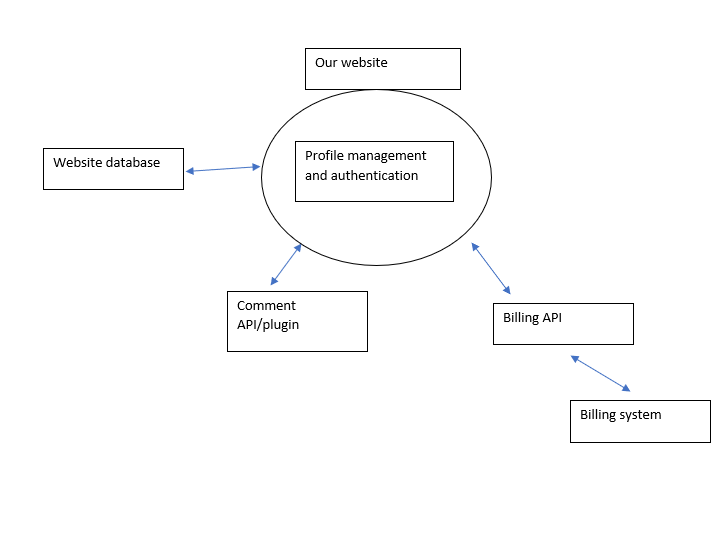 Our website
Website database
Profile management
and authentication
Comment
API/plugin
Billing API
Billing system